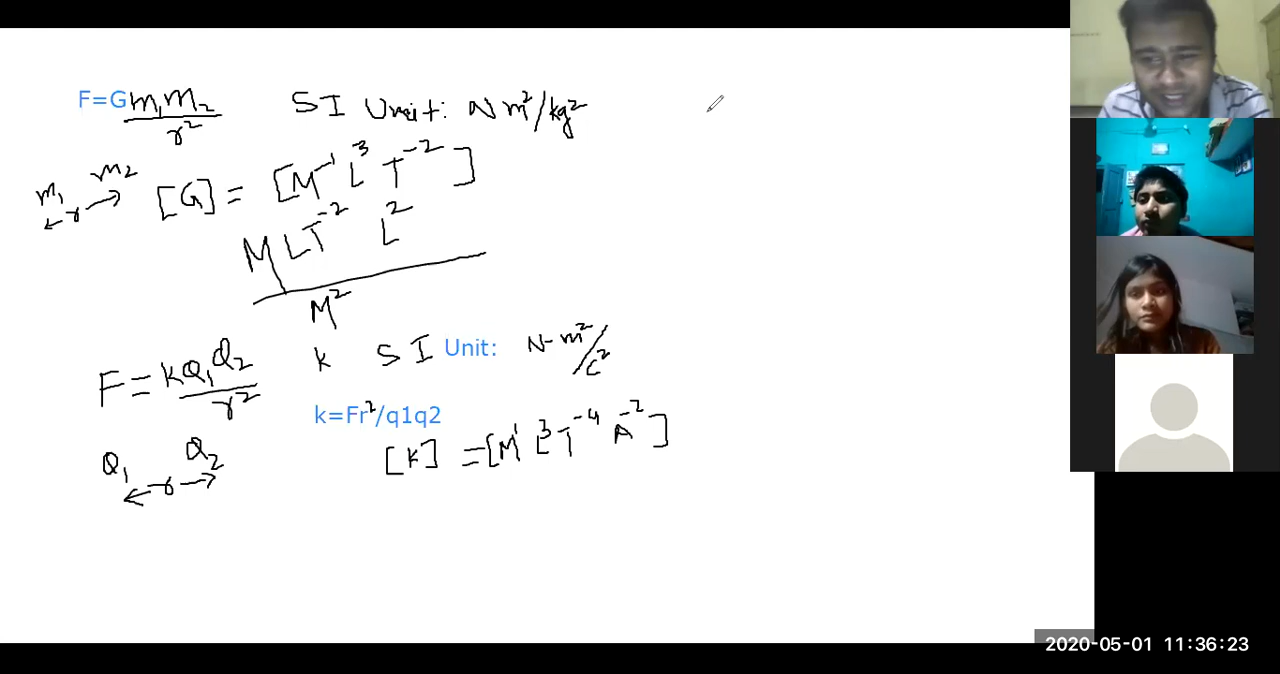 F=Gm₁m₂/r² SI Unit: Nm²/kg²
m₁ m₂
r
[G] = [M⁻¹ L³ T⁻²]
MLT⁻² L²
M²
F = kQ₁Q₂/r² k SI Unit: N-m²/C²
k=Fr²/q1q2
Q₁ Q₂
r
[K] = [M¹ L³ T⁻⁴ A⁻²]
2020-05-01 11:36:23